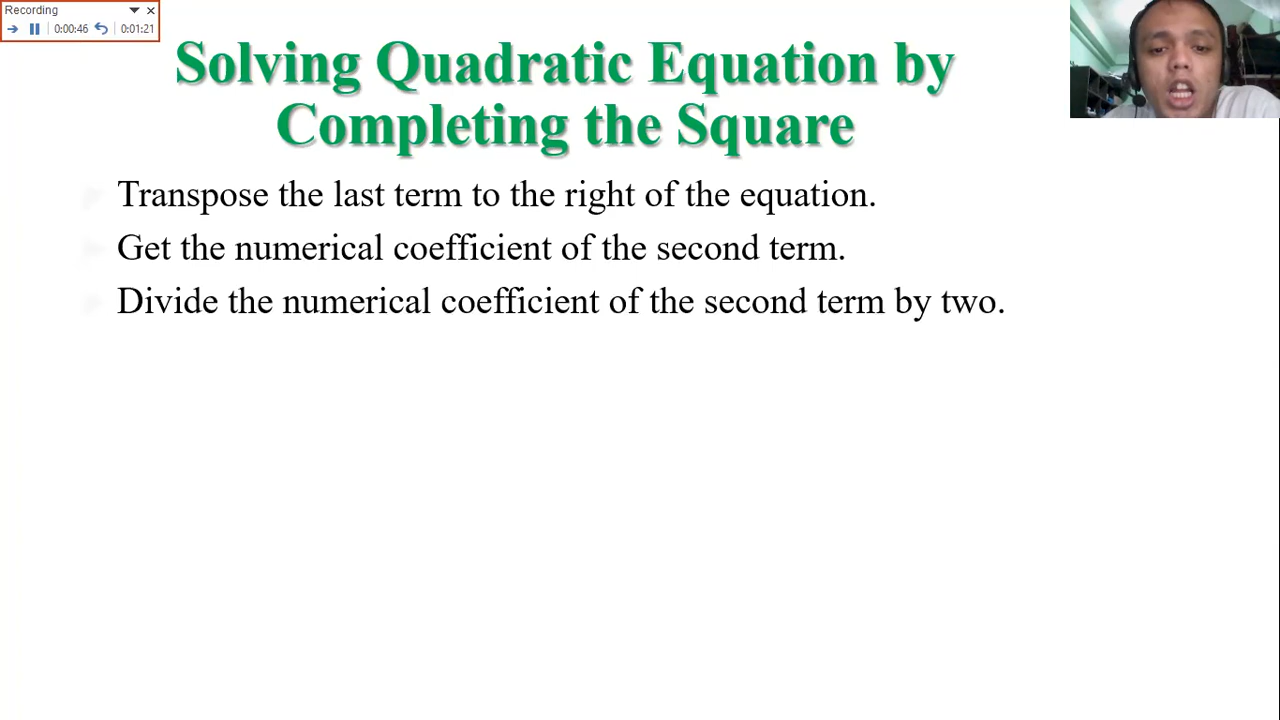 Recording
0:00:46 0:01:21
Solving Quadratic Equation by
Completing the Square
Transpose the last term to the right of the equation.
Get the numerical coefficient of the second term.
Divide the numerical coefficient of the second term by two.